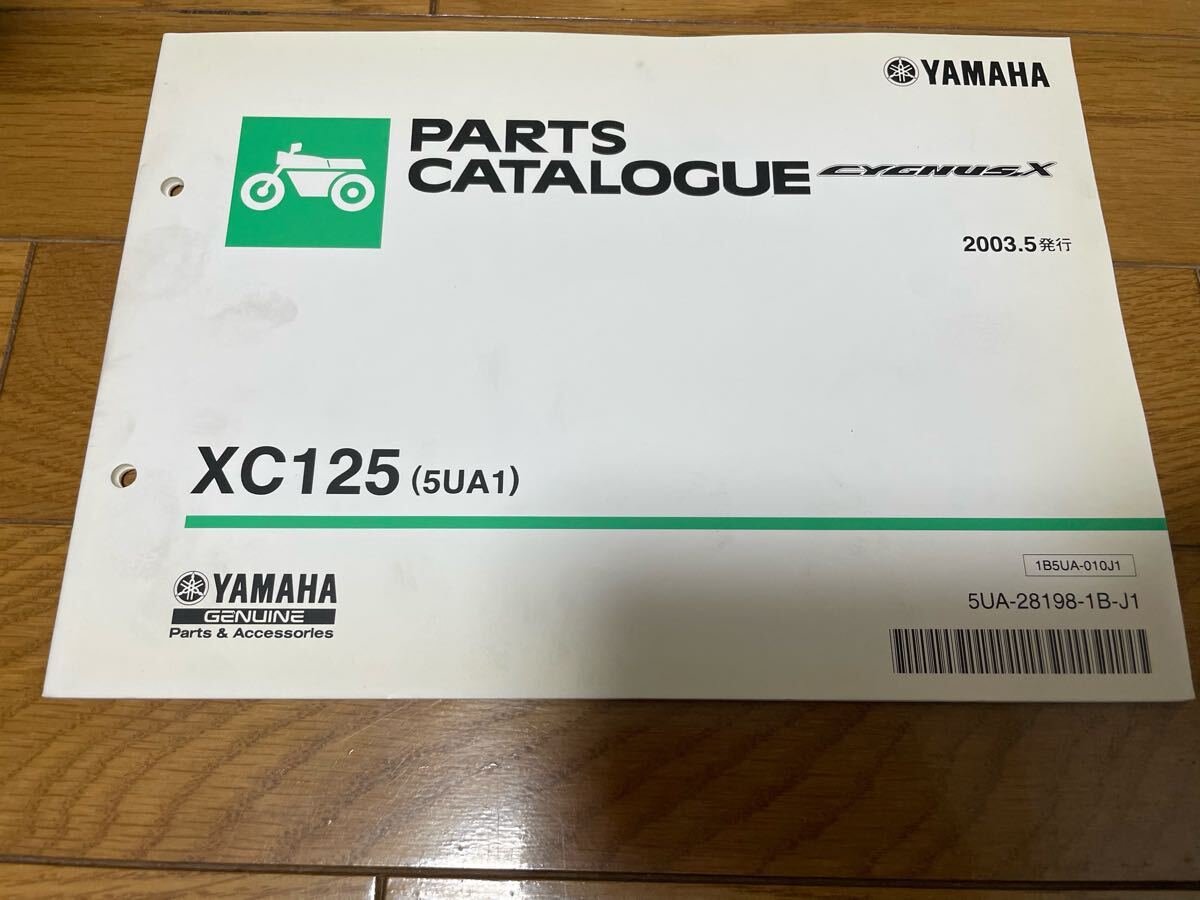 YAMAHA
PARTS
CATALOGUE CYGNUS X
2003.5発行
XC125 (5UA1)
YAMAHA
GENUINE
Parts & Accessories
1B5UA-010J1
5UA-28198-1B-J1